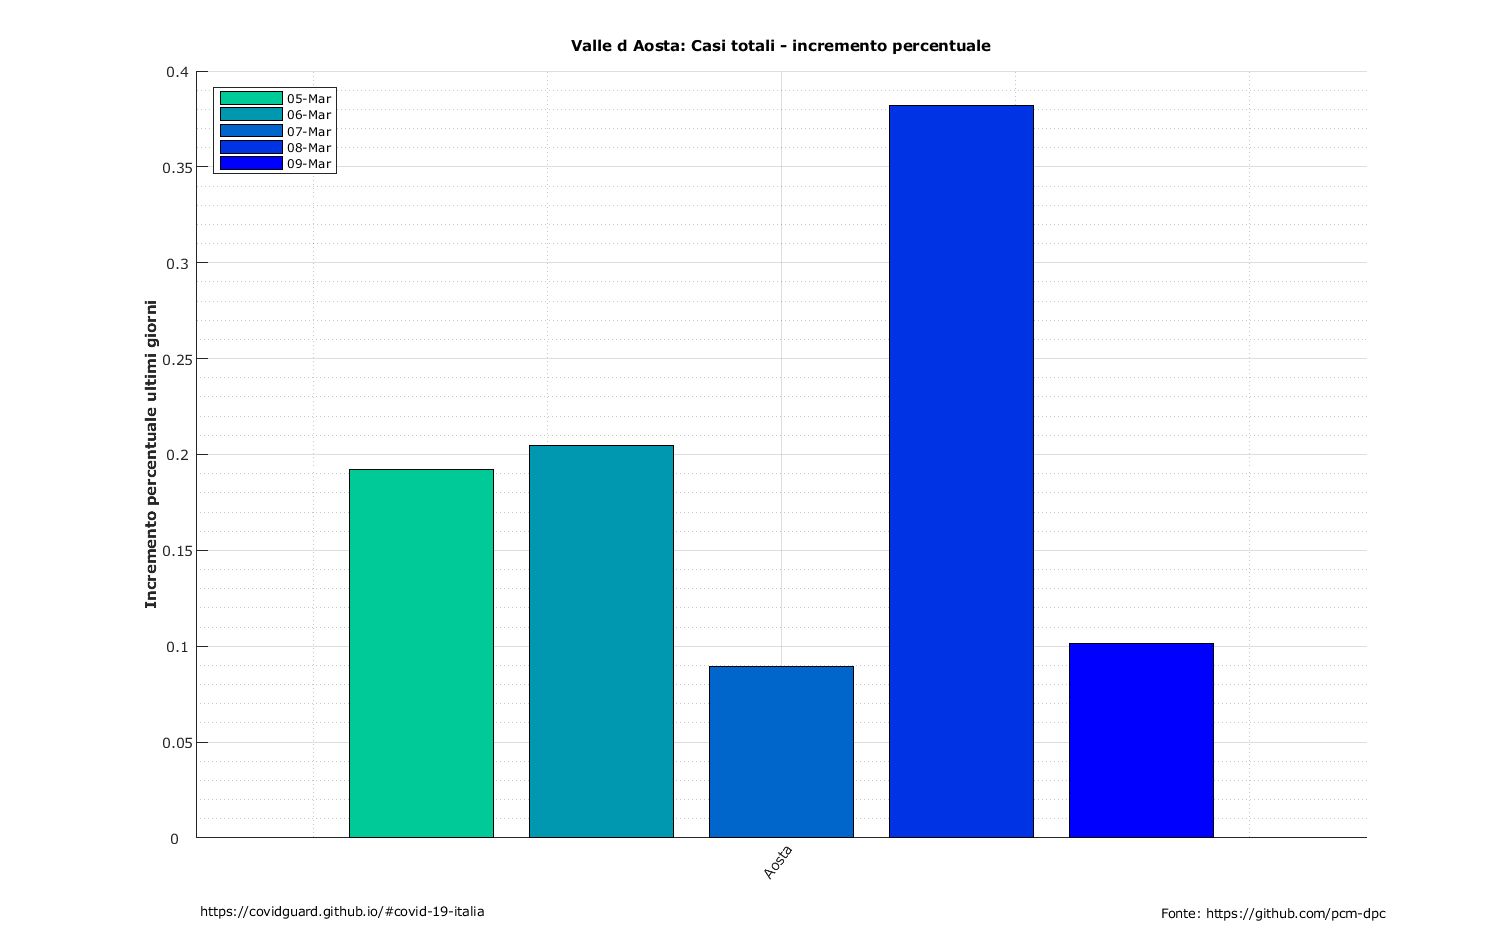 Valle d Aosta: Casi totali - incremento percentuale
0.4
0.35
0.3
0.25
0.2
0.15
0.1
0.05
0
Incremento percentuale ultimi giorni
05-Mar
06-Mar
07-Mar
08-Mar
09-Mar
Aosta
https://covidguard.github.io/#covid-19-italia
Fonte: https://github.com/pcm-dpc